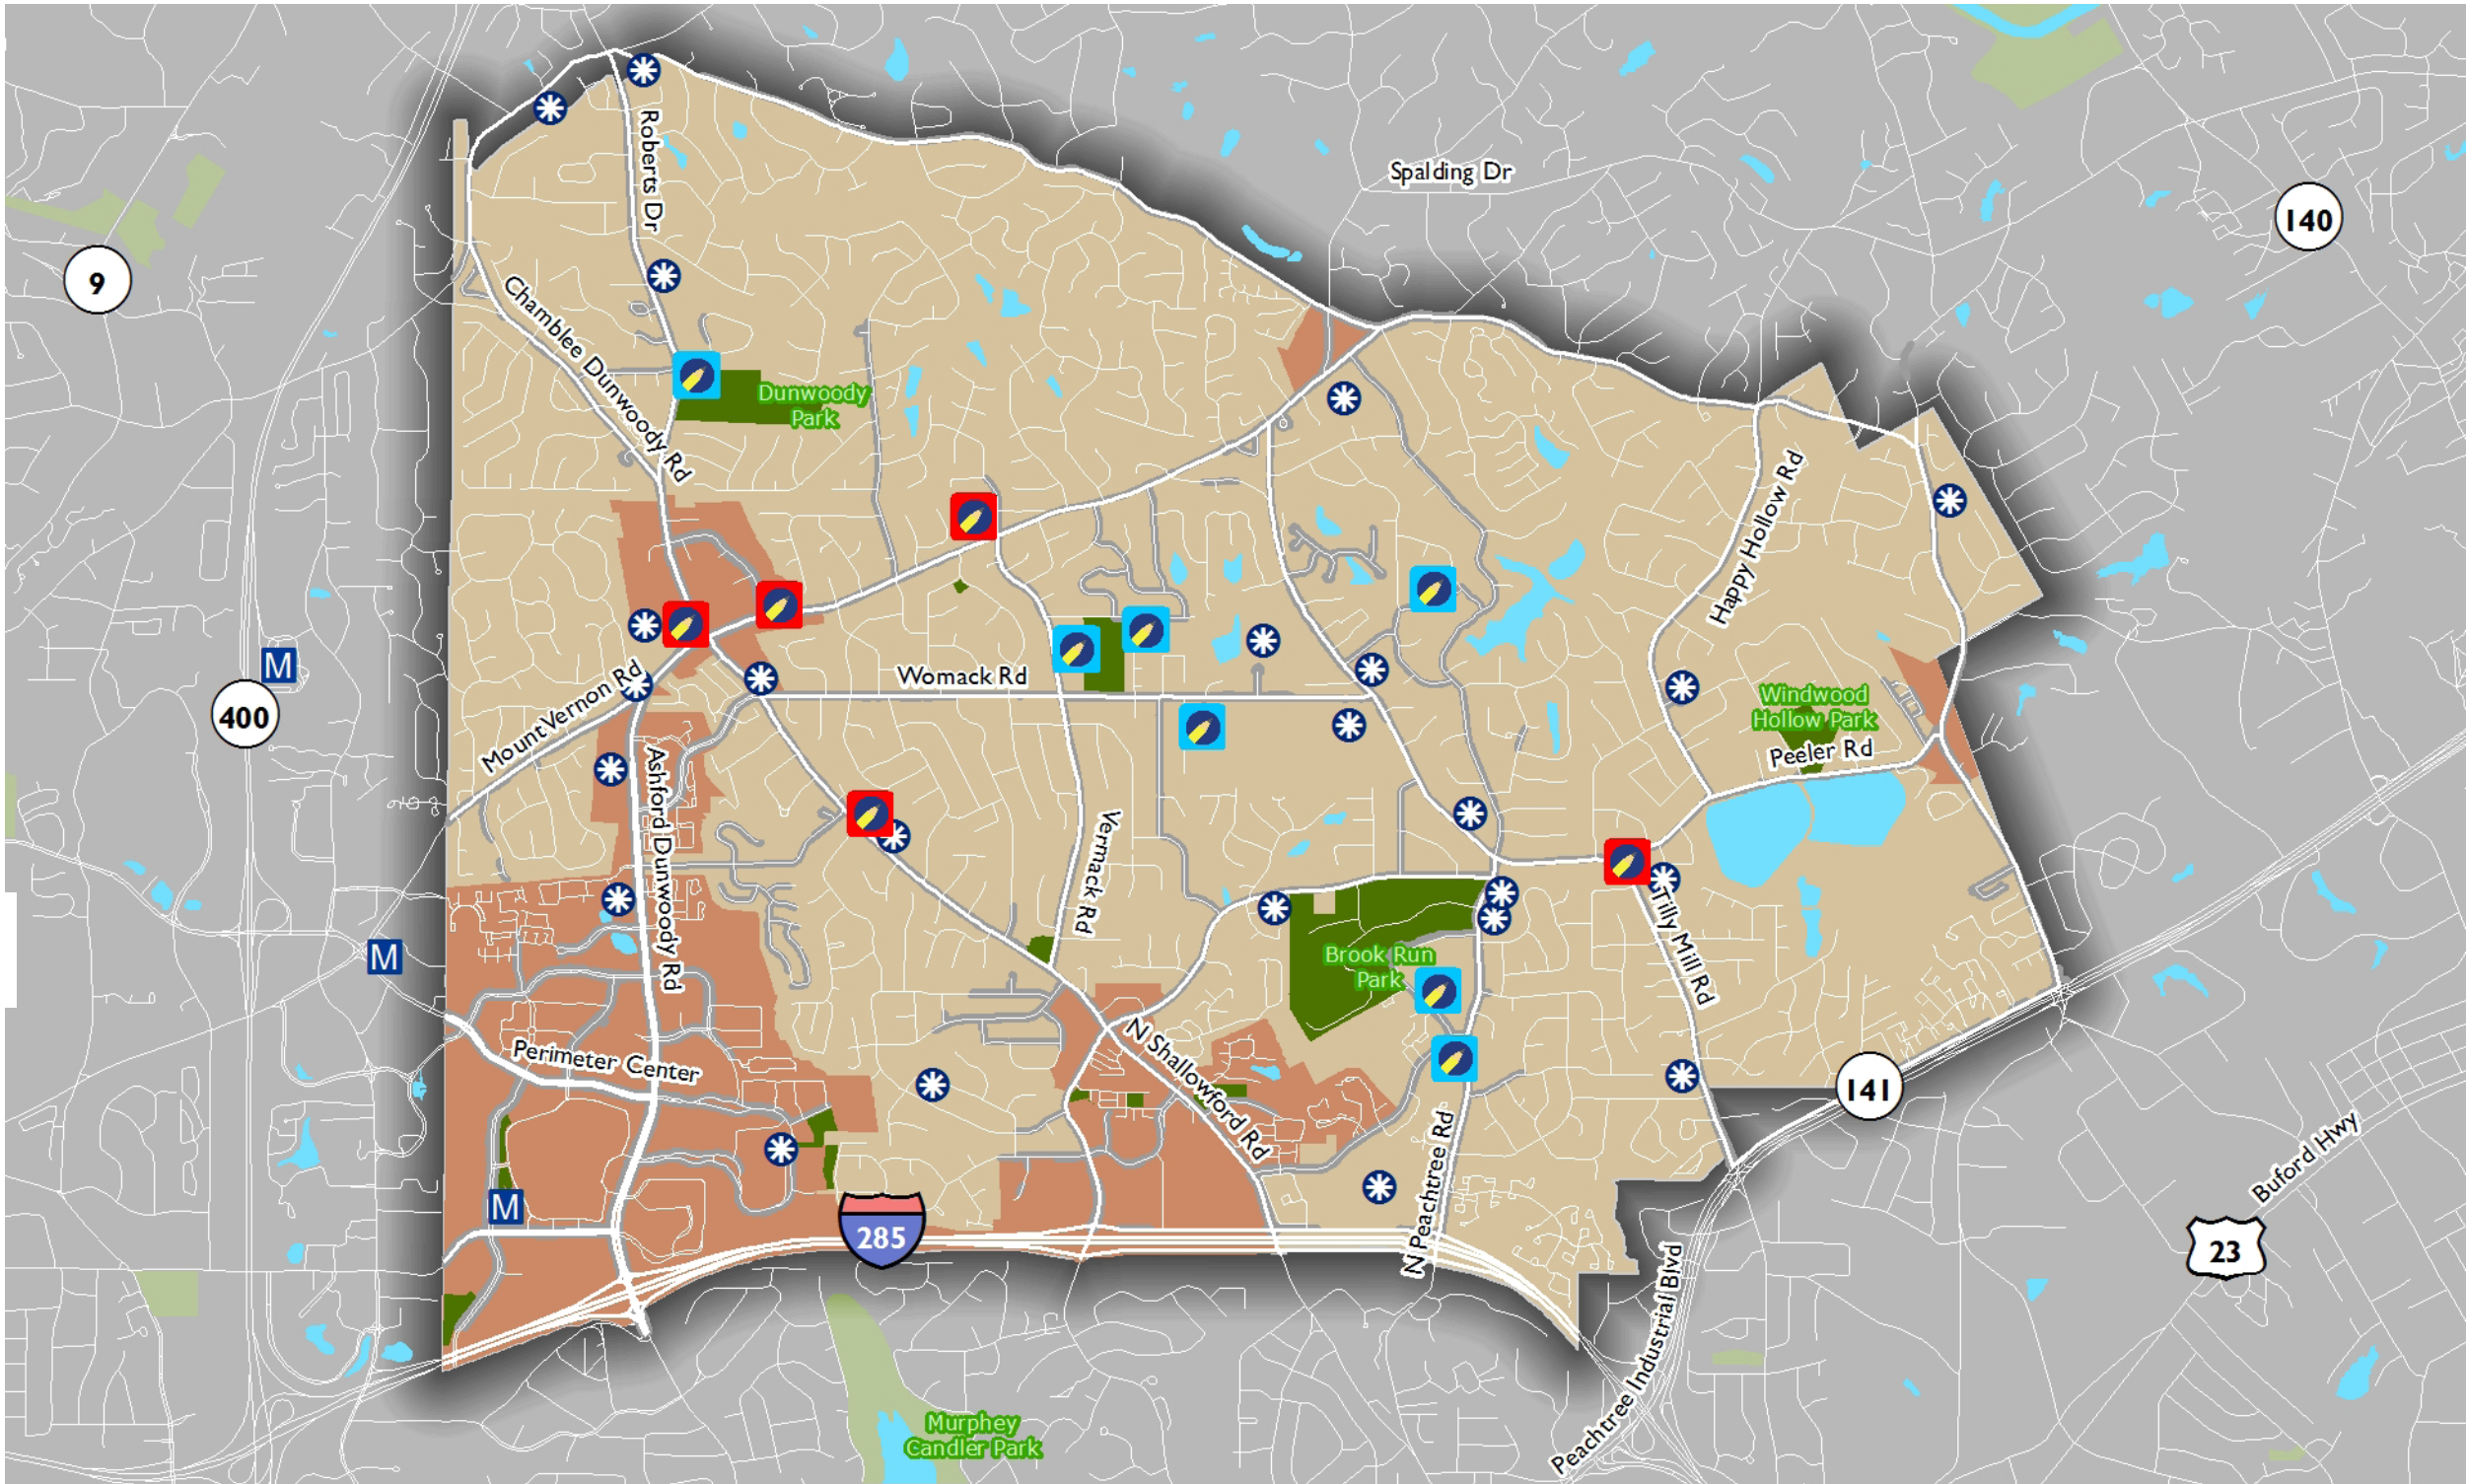 Roberts Dr
Spalding Dr
140
9
Chamblee Dunwoody Rd
Dunwoody
Park
Happy Hollow Rd
M
Womack Rd
400
Mount Vernon Rd
Windwood
Hollow Park
Peeler Rd
Ashford Dunwoody Rd
Vermack Rd
M
Brook Run
Park
Tilly Mill Rd
N Shallowford Rd
Perimeter Center
141
N Peachtree Rd
Buford Hwy
M
285
23
Peachtree Industrial Blvd
Murphey
Candler Park